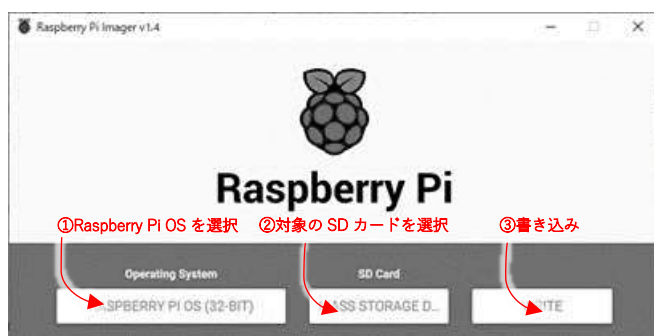 Raspberry Pi Imager v1.4
Raspberry Pi
①Raspberry Pi OS を選択 ②対象の SD カードを選択 ③書き込み
Operating System SD Card
SPBERRY PI OS (32-BIT) ASS STORAGE D... ITE